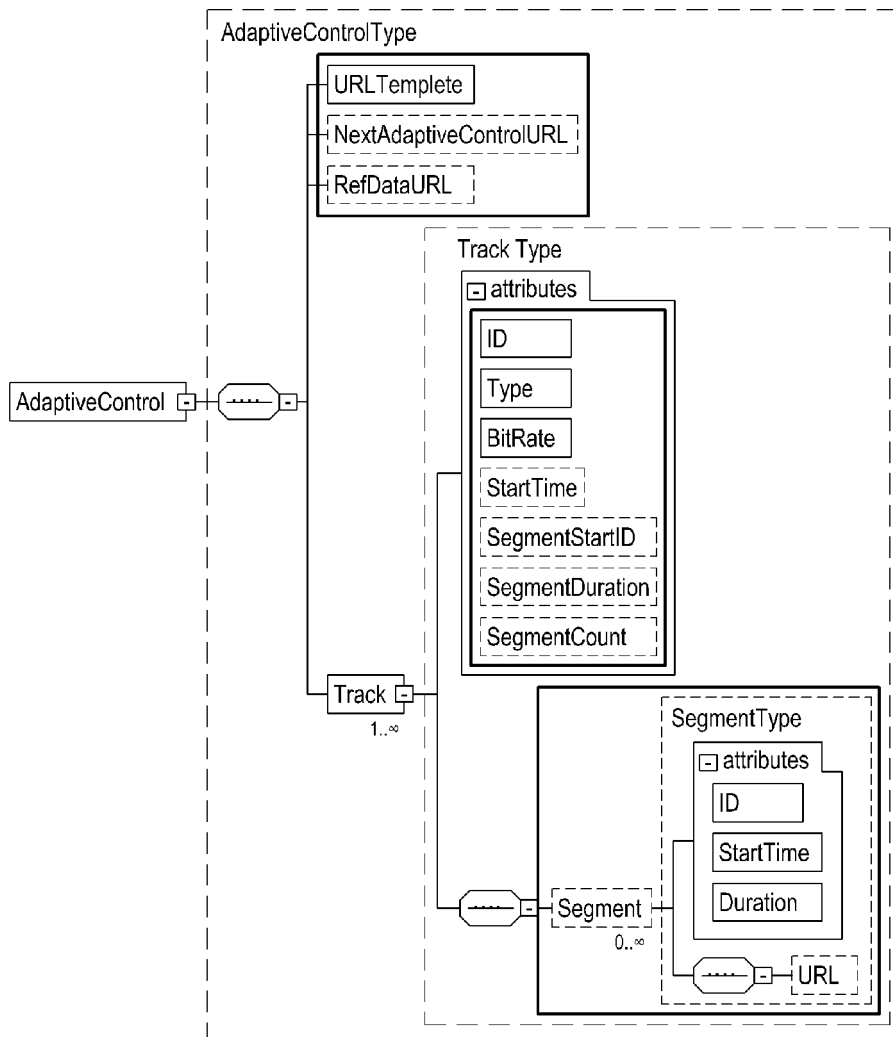 AdaptiveControlType
URLTemplete
NextAdaptiveControlURL
RefDataURL
Track Type
- attributes
ID
Type
BitRate
StartTime
SegmentStartID
SegmentDuration
SegmentCount
AdaptiveControl -
-
Track -
1..∞
SegmentType
- attributes
ID
StartTime
Duration
-
Segment
0..∞
-
URL